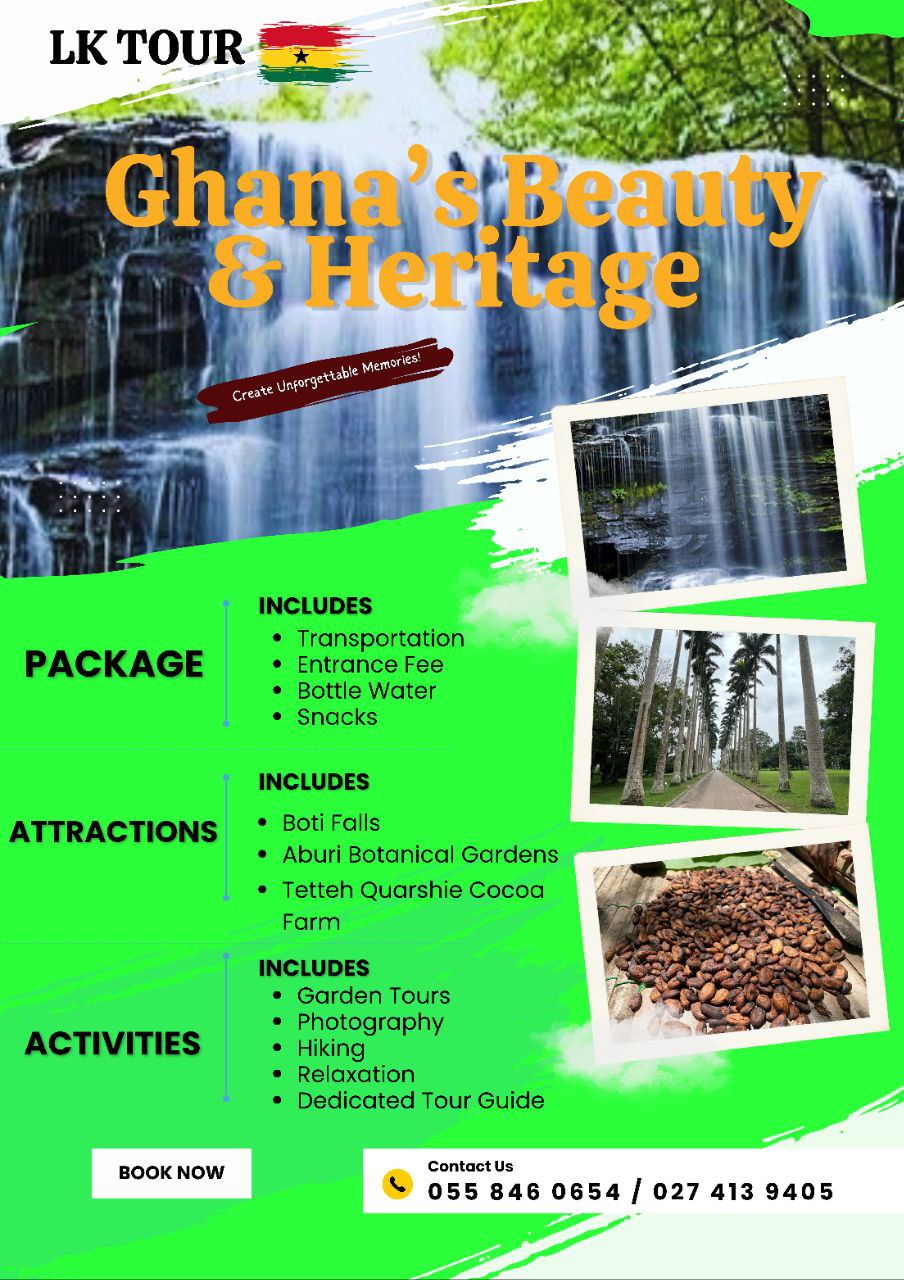 LK TOUR
Ghana's Beauty
& Heritage
Create Unforgettable Memories!
PACKAGE
INCLUDES
• Transportation
• Entrance Fee
• Bottle Water
• Snacks
ATTRACTIONS
INCLUDES
• Boti Falls
• Aburi Botanical Gardens
• Tetteh Quarshie Cocoa
Farm
ACTIVITIES
INCLUDES
• Garden Tours
• Photography
• Hiking
• Relaxation
• Dedicated Tour Guide
BOOK NOW
Contact Us
055 846 0654 / 027 413 9405